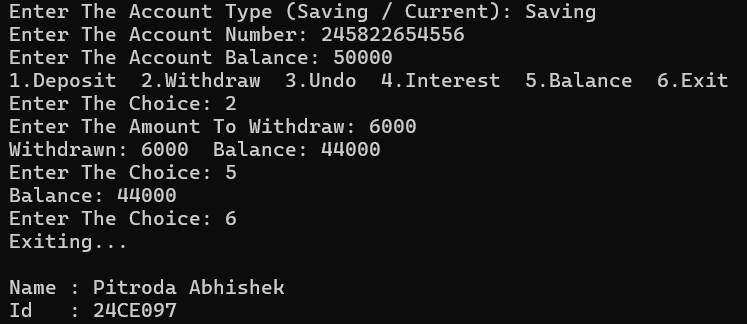 Enter The Account Type (Saving / Current): Saving
Enter The Account Number: 245822654556
Enter The Account Balance: 50000
1.Deposit  2.Withdraw  3.Undo  4.Interest  5.Balance  6.Exit
Enter The Choice: 2
Enter The Amount To Withdraw: 6000
Withdrawn: 6000  Balance: 44000
Enter The Choice: 5
Balance: 44000
Enter The Choice: 6
Exiting...

Name : Pitroda Abhishek
Id   : 24CE097